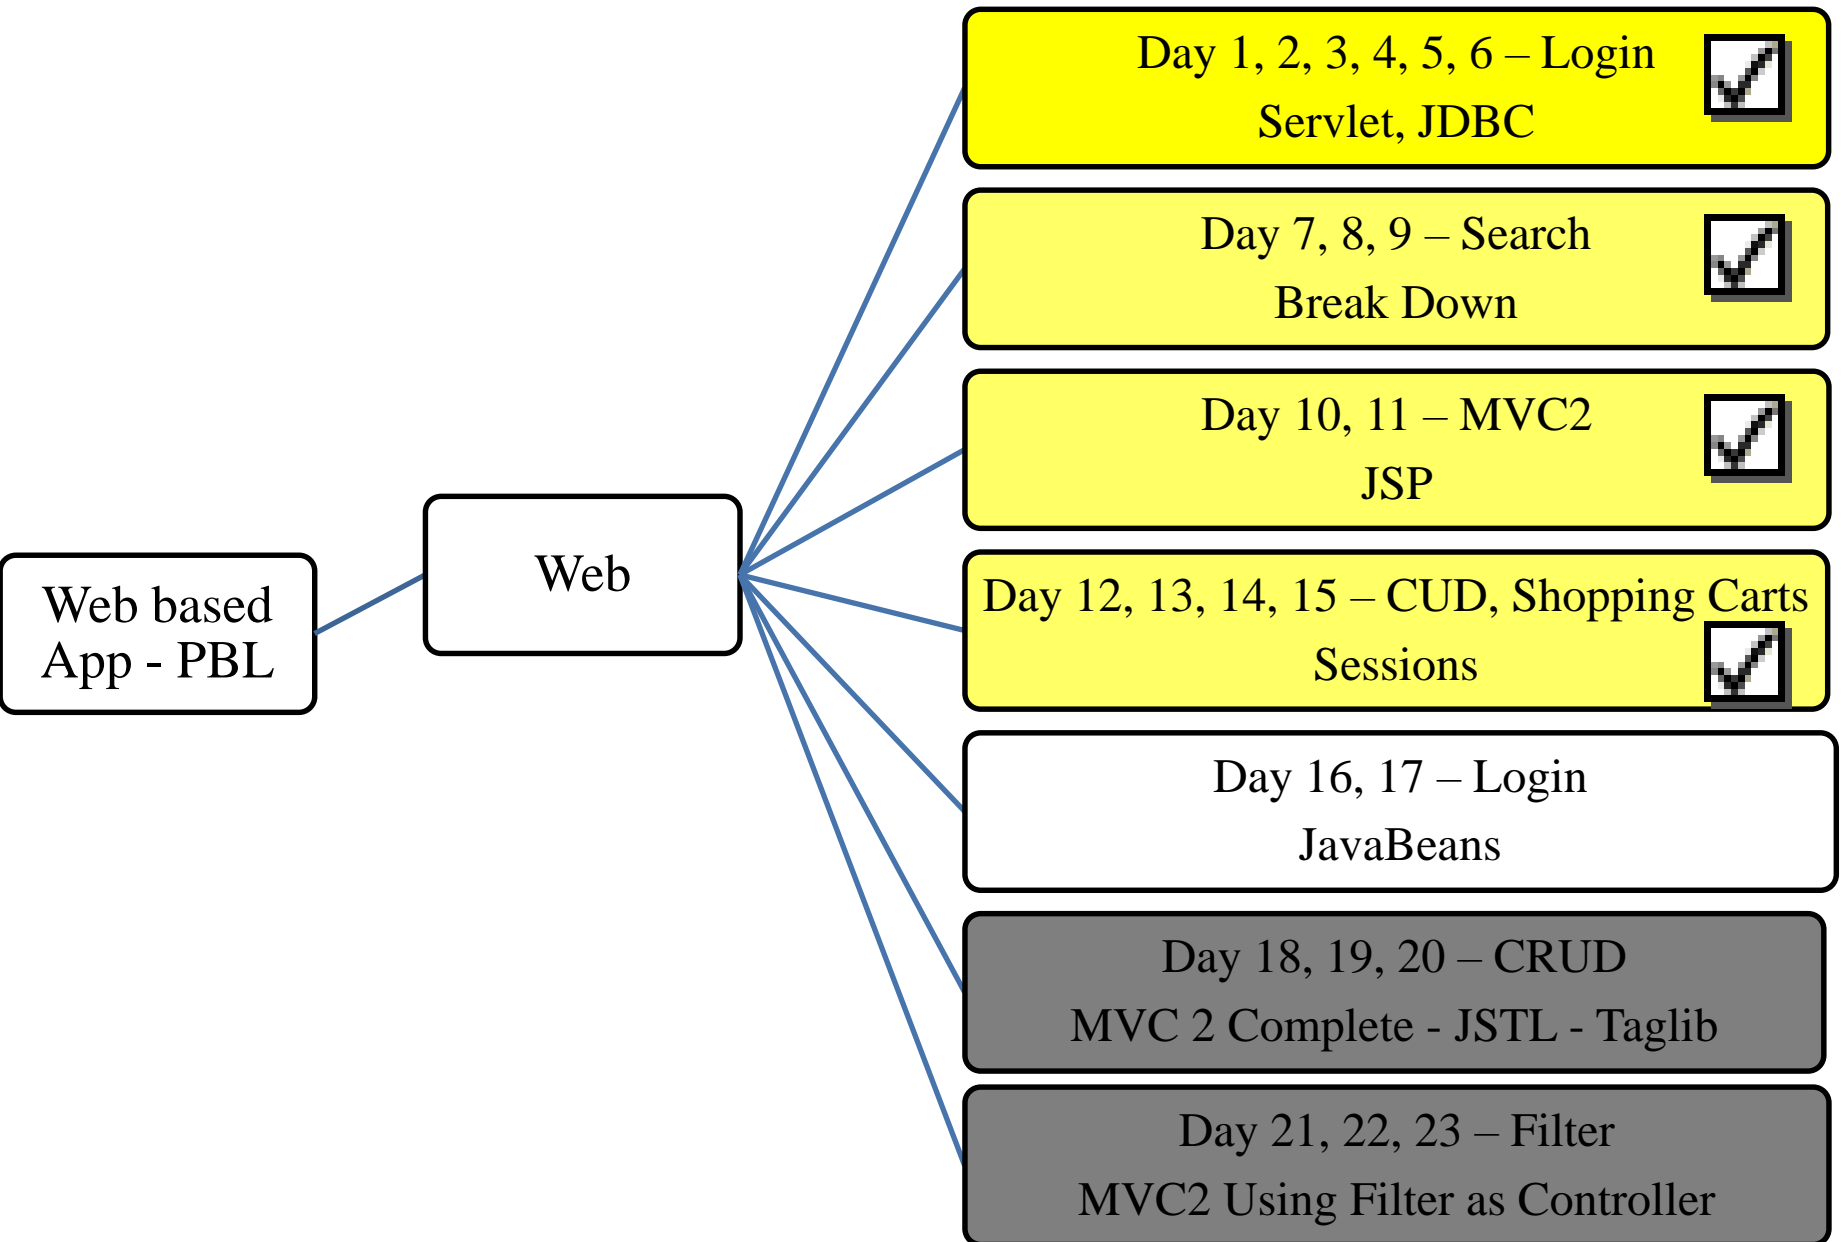 Web based
App - PBL
Web
Day 1, 2, 3, 4, 5, 6 – Login
Servlet, JDBC
Day 7, 8, 9 – Search
Break Down
Day 10, 11 – MVC2
JSP
Day 12, 13, 14, 15 – CUD, Shopping Carts
Sessions
Day 16, 17 – Login
JavaBeans
Day 18, 19, 20 – CRUD
MVC 2 Complete - JSTL - Taglib
Day 21, 22, 23 – Filter
MVC2 Using Filter as Controller